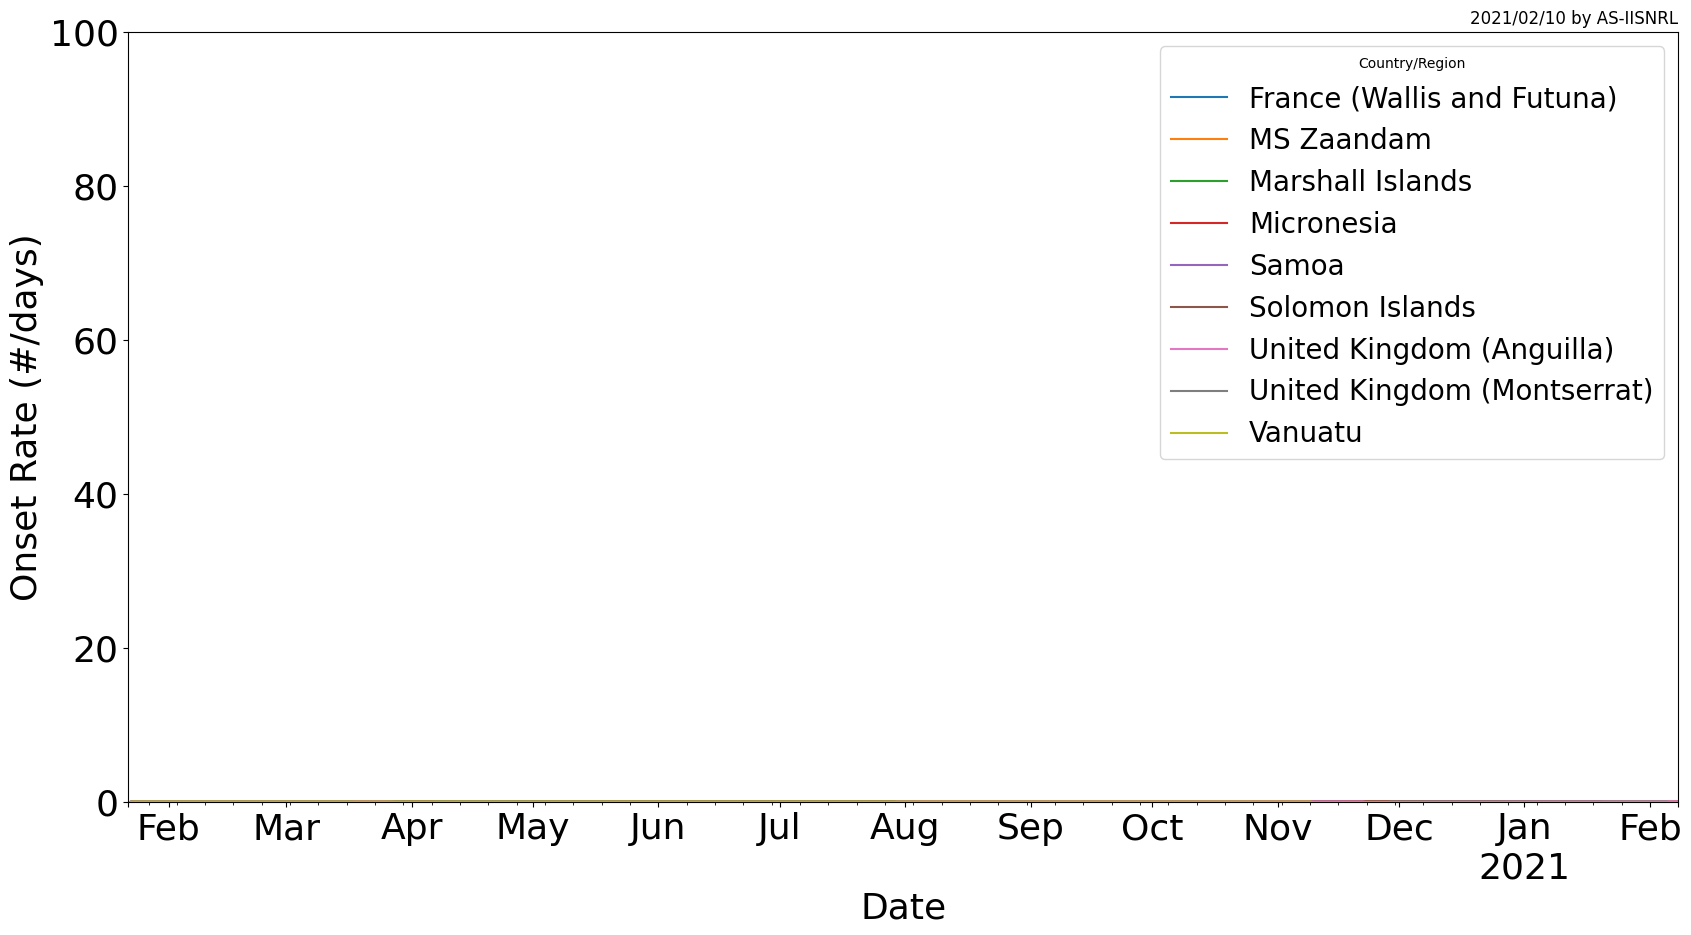 2021/02/10 by AS-IISNRL
100
80
60
40
20
0
Onset Rate (#/days)
Country/Region
France (Wallis and Futuna)
MS Zaandam
Marshall Islands
Micronesia
Samoa
Solomon Islands
United Kingdom (Anguilla)
United Kingdom (Montserrat)
Vanuatu
Feb Mar Apr May Jun Jul Aug Sep Oct Nov Dec Jan Feb
2021
Date